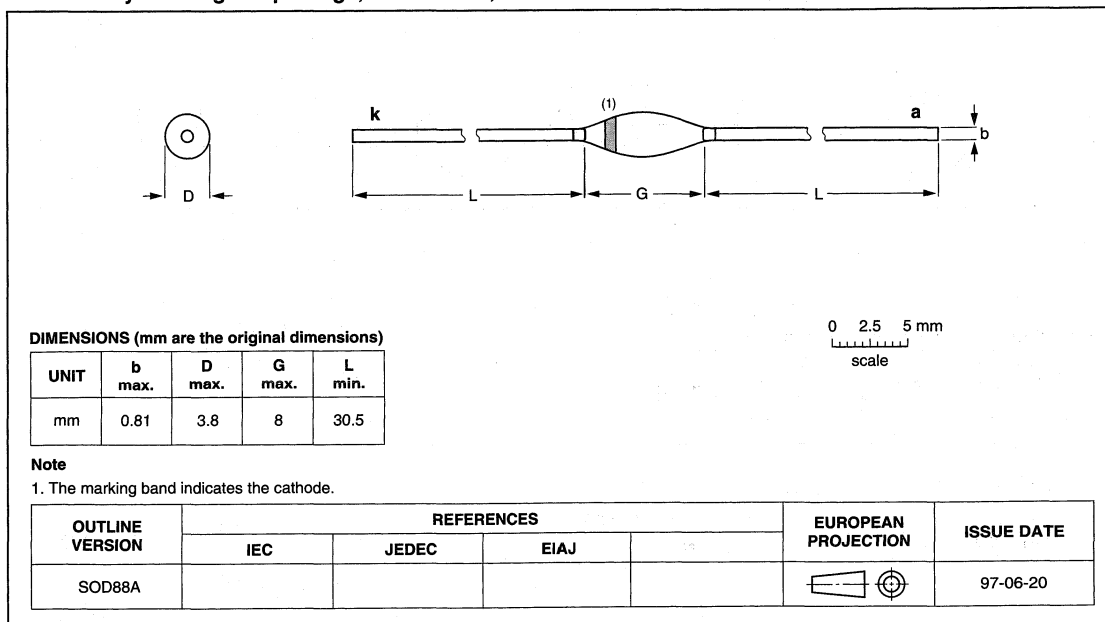 k
(1)
a
b
D
L
G
L
0 2.5 5 mm
scale
DIMENSIONS (mm are the original dimensions)
UNIT b max. D max. G max. L min.
mm 0.81 3.8 8 30.5
Note
1. The marking band indicates the cathode.
OUTLINE VERSION REFERENCES EUROPEAN PROJECTION ISSUE DATE
IEC JEDEC EIAJ
SOD88A 97-06-20